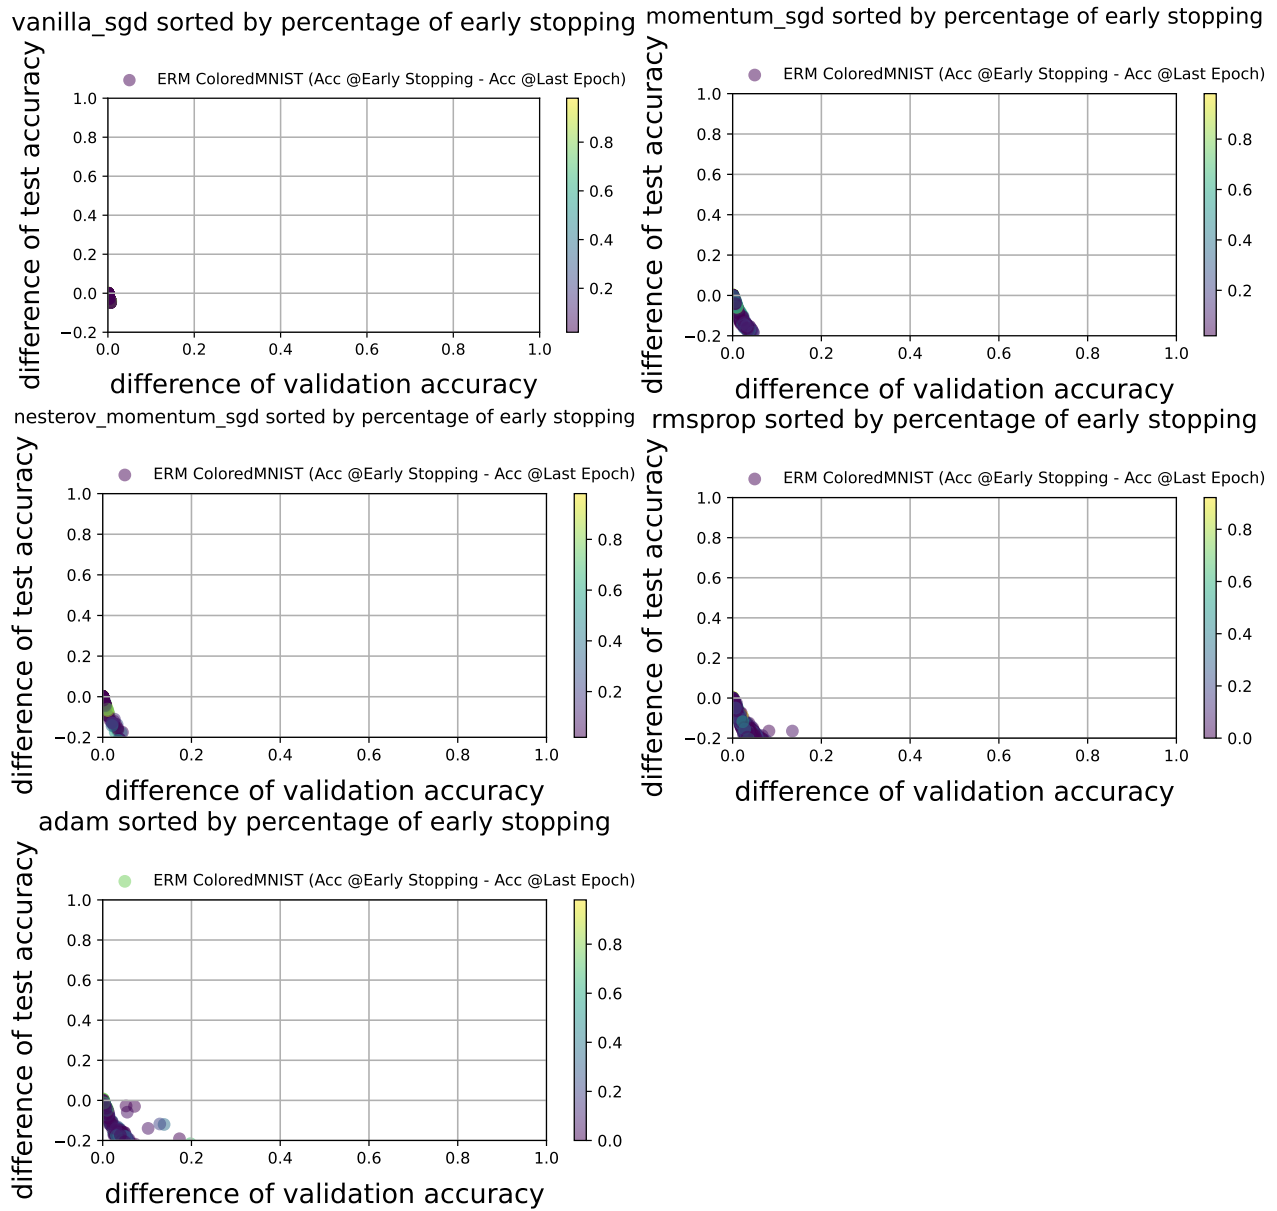 vanilla_sgd sorted by percentage of early stopping
ERM ColoredMNIST (Acc @Early Stopping - Acc @Last Epoch)
difference of test accuracy
1.0
0.8
0.6
0.4
0.2
0.0
−0.2
0.0 0.2 0.4 0.6 0.8 1.0
difference of validation accuracy
0.8
0.6
0.4
0.2
momentum_sgd sorted by percentage of early stopping
ERM ColoredMNIST (Acc @Early Stopping - Acc @Last Epoch)
difference of test accuracy
1.0
0.8
0.6
0.4
0.2
0.0
−0.2
0.0 0.2 0.4 0.6 0.8 1.0
difference of validation accuracy
0.8
0.6
0.4
0.2
nesterov_momentum_sgd sorted by percentage of early stopping
ERM ColoredMNIST (Acc @Early Stopping - Acc @Last Epoch)
difference of test accuracy
1.0
0.8
0.6
0.4
0.2
0.0
−0.2
0.0 0.2 0.4 0.6 0.8 1.0
difference of validation accuracy
0.8
0.6
0.4
0.2
rmsprop sorted by percentage of early stopping
ERM ColoredMNIST (Acc @Early Stopping - Acc @Last Epoch)
difference of test accuracy
1.0
0.8
0.6
0.4
0.2
0.0
−0.2
0.0 0.2 0.4 0.6 0.8 1.0
difference of validation accuracy
0.8
0.6
0.4
0.2
0.0
adam sorted by percentage of early stopping
ERM ColoredMNIST (Acc @Early Stopping - Acc @Last Epoch)
difference of test accuracy
1.0
0.8
0.6
0.4
0.2
0.0
−0.2
0.0 0.2 0.4 0.6 0.8 1.0
difference of validation accuracy
0.8
0.6
0.4
0.2
0.0